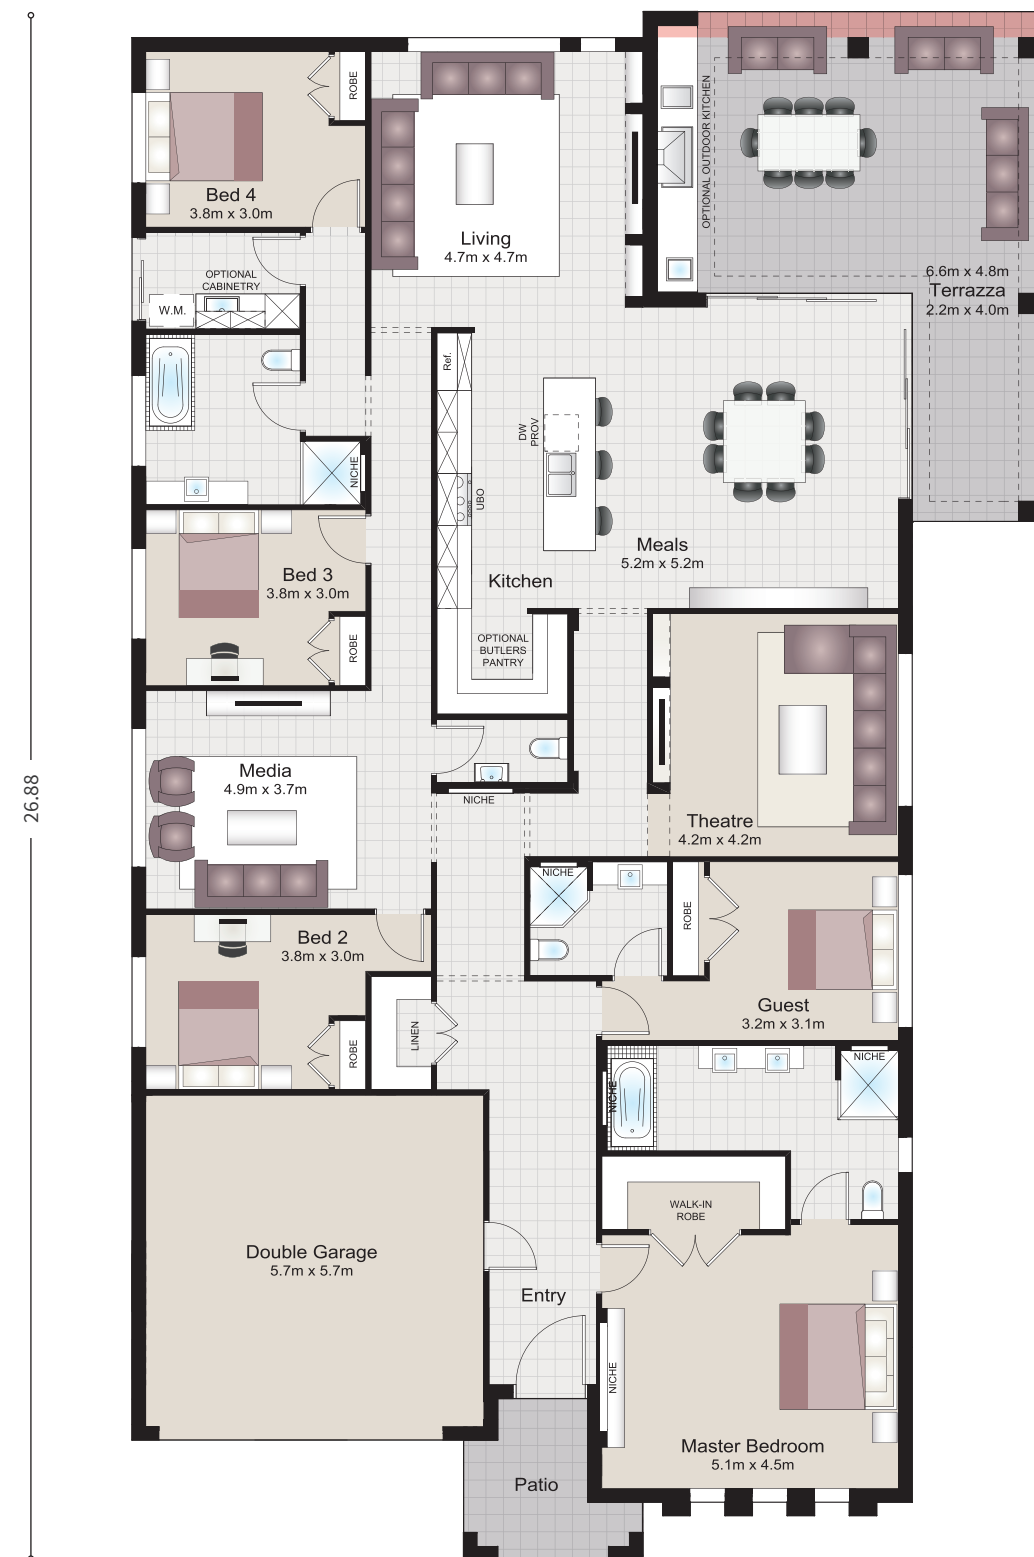 ROBE
Bed 4
3.8m x 3.0m
Living
4.7m x 4.7m
OPTIONAL OUTDOOR KITCHEN
6.6m x 4.8m
Terrazza
2.2m x 4.0m
OPTIONAL
CABINETRY
W.M.
Ref.
DW
PROV
NICHE
UBO
Meals
5.2m x 5.2m
Kitchen
Bed 3
3.8m x 3.0m
ROBE
OPTIONAL
BUTLERS
PANTRY
Media
4.9m x 3.7m
NICHE
Theatre
4.2m x 4.2m
26.88
NICHE
ROBE
Bed 2
3.8m x 3.0m
Guest
3.2m x 3.1m
LINEN
ROBE
NICHE
NICHE
WALK-IN
ROBE
Double Garage
5.7m x 5.7m
Entry
NICHE
Master Bedroom
5.1m x 4.5m
Patio